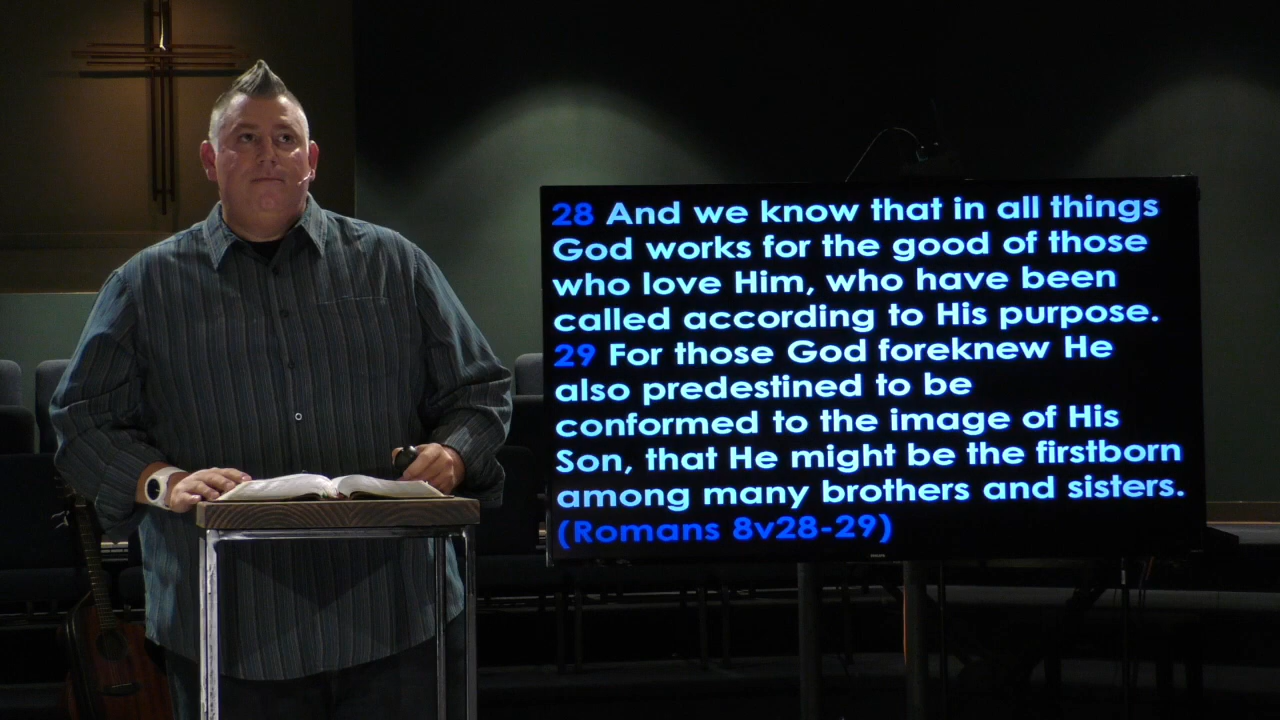 28 And we know that in all things
God works for the good of those
who love Him, who have been
called according to His purpose.
29 For those God foreknew He
also predestined to be
conformed to the image of His
Son, that He might be the firstborn
among many brothers and sisters.
(Romans 8v28-29)